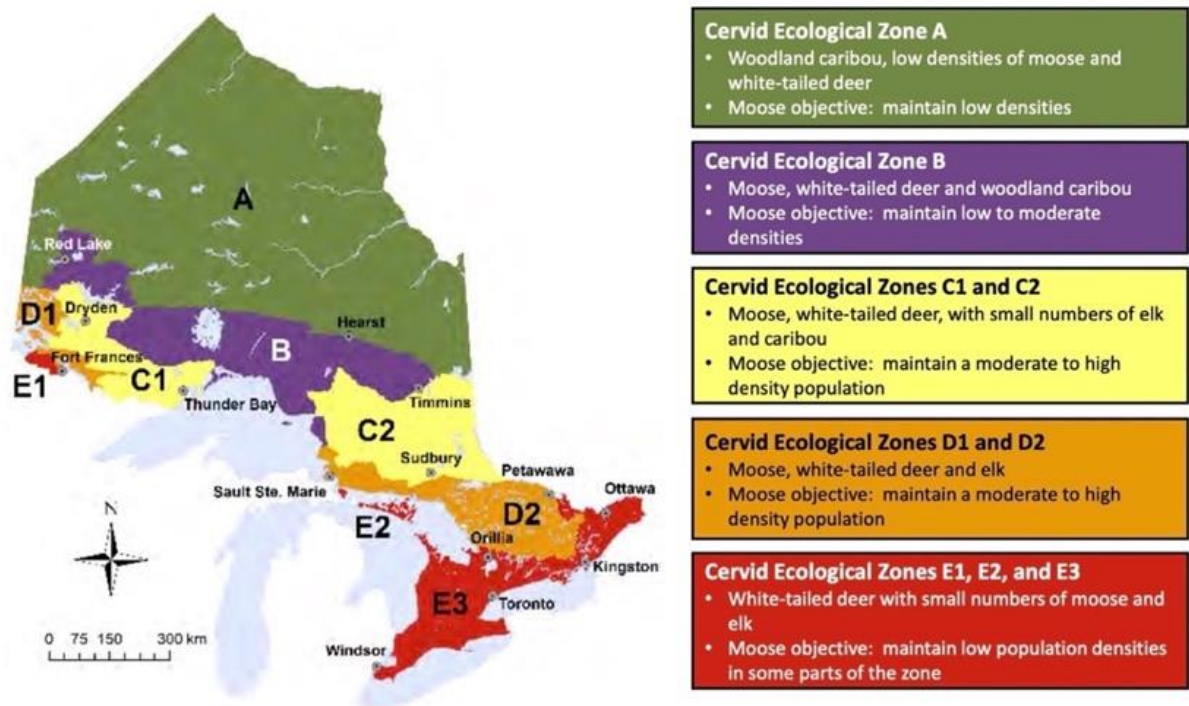 A
Red Lake
D1
Dryden
Hearst
B
Fort Frances
E1
C1
Thunder Bay
Timmins
C2
Sudbury
Petawawa
Sault Ste. Marie
Ottawa
N
E2
D2
Orillia
Kingston
E3
Toronto
0 75 150 300 km
Windsor
Cervid Ecological Zone A
• Woodland caribou, low densities of moose and
white-tailed deer
• Moose objective: maintain low densities
Cervid Ecological Zone B
• Moose, white-tailed deer and woodland caribou
• Moose objective: maintain low to moderate
densities
Cervid Ecological Zones C1 and C2
• Moose, white-tailed deer, with small numbers of elk
and caribou
• Moose objective: maintain a moderate to high
density population
Cervid Ecological Zones D1 and D2
• Moose, white-tailed deer and elk
• Moose objective: maintain a moderate to high
density population
Cervid Ecological Zones E1, E2, and E3
• White-tailed deer with small numbers of moose and
elk
• Moose objective: maintain low population densities
in some parts of the zone